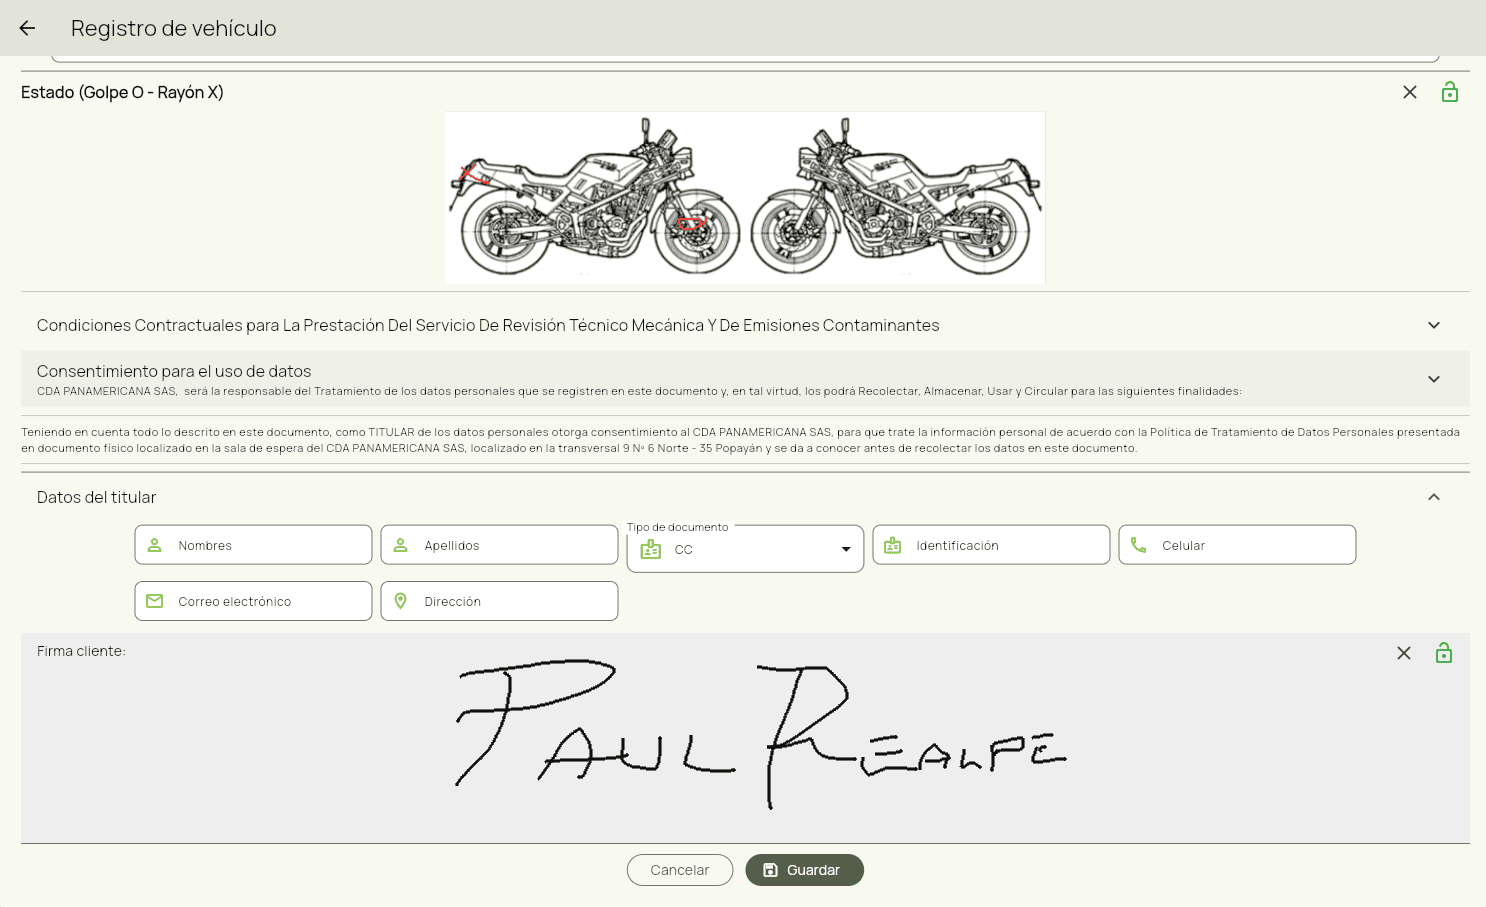 Registro de vehículo
Estado (Golpe O - Rayón X)
Condiciones Contractuales para La Prestación Del Servicio De Revisión Técnico Mecánica Y De Emisiones Contaminantes
Consentimiento para el uso de datos
CDA PANAMERICANA SAS, será la responsable del Tratamiento de los datos personales que se registren en este documento y, en tal virtud, los podrá Recolectar, Almacenar, Usar y Circular para las siguientes finalidades:
Teniendo en cuenta todo lo descrito en este documento, como TITULAR de los datos personales otorga consentimiento al CDA PANAMERICANA SAS, para que trate la información personal de acuerdo con la Política de Tratamiento de Datos Personales presentada
en documento físico localizado en la sala de espera del CDA PANAMERICANA SAS, localizado en la transversal 9 Nº 6 Norte - 35 Popayán y se da a conocer antes de recolectar los datos en este documento.
Datos del titular
Tipo de documento
Nombres Apellidos CC Identificación Celular
Correo electrónico Dirección
Firma cliente:
PAUL REALPE
Cancelar Guardar